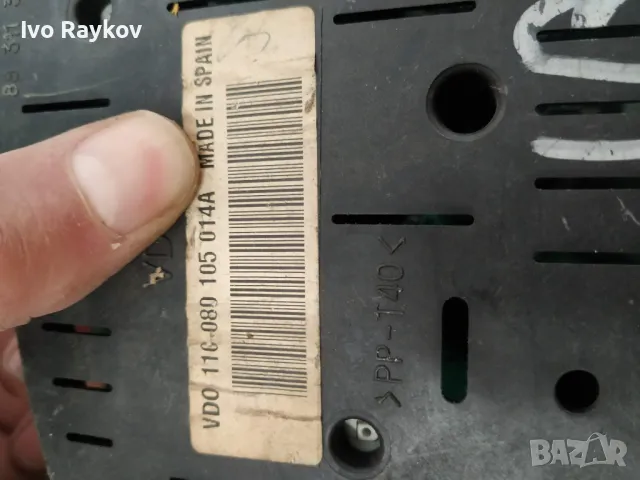 Ivo Raykov
VDO 110 080 105 014A MADE IN SPAIN
>PP-T40<
BAZAR